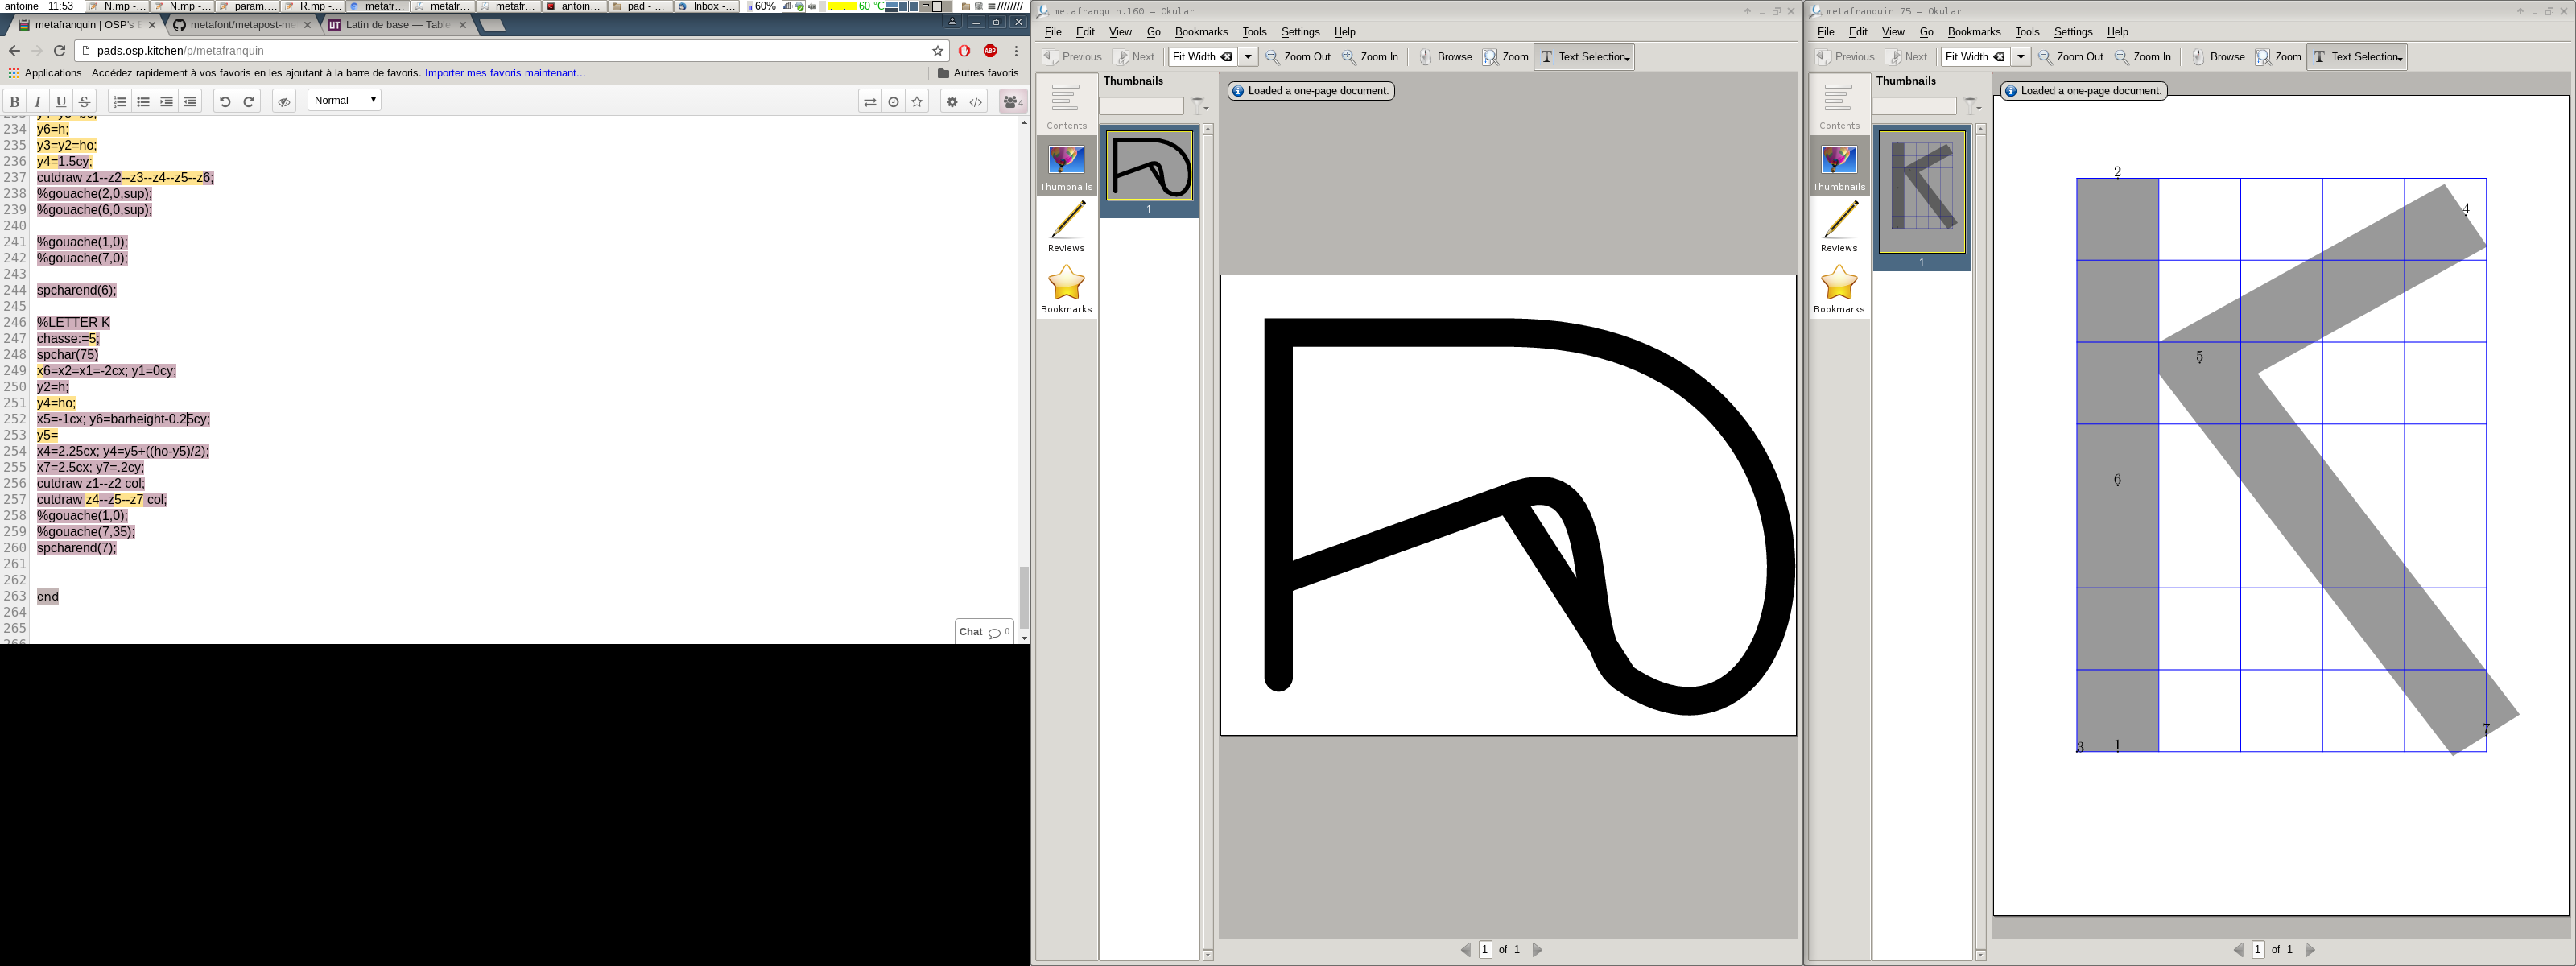 antoine 11:53 N.mp -... N.mp -... param.... R.mp -... metafr... metafr... metafr... antoin... pad - ... Inbox -... 60% 60 °C
metafranquin | OSP's
metafont/metapost-me
Latin de base — Table
pads.osp.kitchen/p/metafranquin
Applications Accédez rapidement à vos favoris en les ajoutant à la barre de favoris. Importer mes favoris maintenant... Autres favoris
B I U S Normal 4
234 y6=h;
235 y3=y2=ho;
236 y4=1.5cy;
237 cutdraw z1--z2--z3--z4--z5--z6;
238 %gouache(2,0,sup);
239 %gouache(6,0,sup);
240
241 %gouache(1,0);
242 %gouache(7,0);
243
244 spcharend(6);
245
246 %LETTER K
247 chasse:=5;
248 spchar(75)
249 x6=x2=x1=-2cx; y1=0cy;
250 y2=h;
251 y4=ho;
252 x5=-1cx; y6=barheight-0.25cy;
253 y5=
254 x4=2.25cx; y4=y5+((ho-y5)/2);
255 x7=2.5cx; y7=.2cy;
256 cutdraw z1--z2 col;
257 cutdraw z4--z5--z7 col;
258 %gouache(1,0);
259 %gouache(7,35);
260 spcharend(7);
261
262
263 end
264
265
Chat 0
metafranquin.160 — Okular
File Edit View Go Bookmarks Tools Settings Help
Previous Next Fit Width Zoom Out Zoom In Browse Zoom Text Selection
Thumbnails
Loaded a one-page document.
Contents
Thumbnails
Reviews
Bookmarks
1
1 of 1
metafranquin.75 — Okular
File Edit View Go Bookmarks Tools Settings Help
Previous Next Fit Width Zoom Out Zoom In Browse Zoom Text Selection
Thumbnails
Loaded a one-page document.
Contents
Thumbnails
Reviews
Bookmarks
1
2
4
5
6
7
3 1
1 of 1